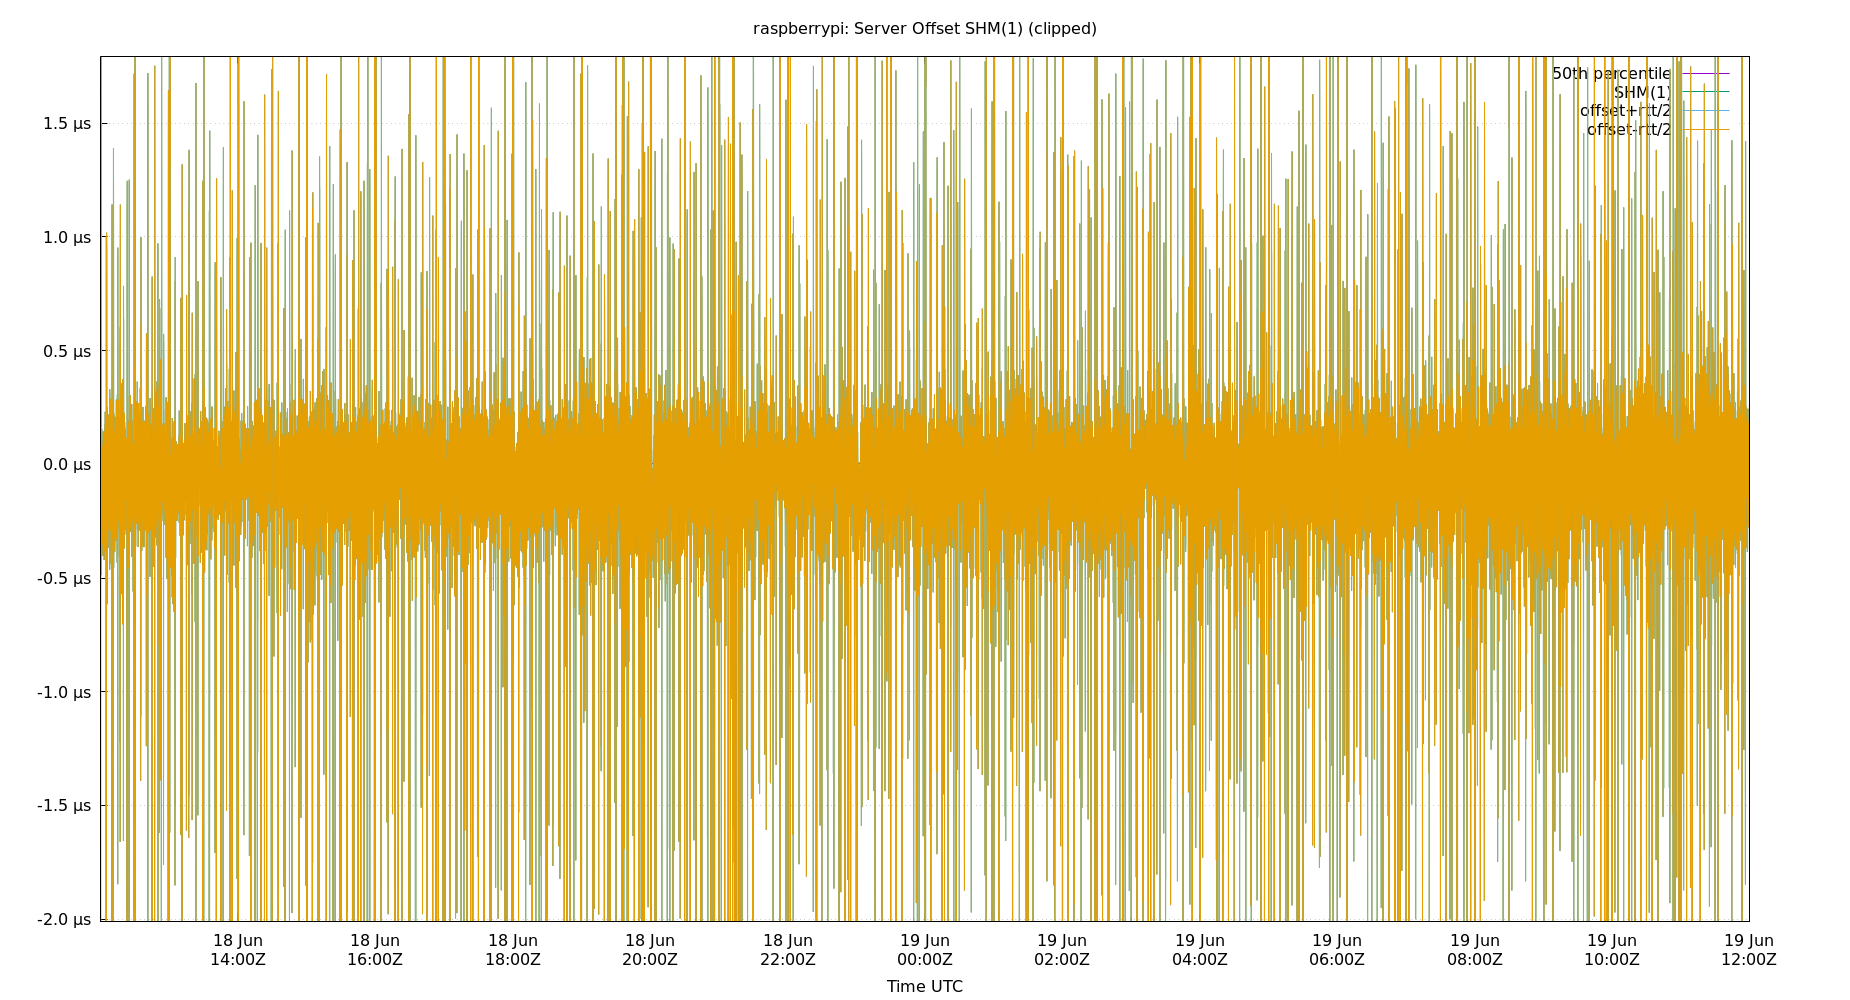 raspberrypi: Server Offset SHM(1) (clipped)
50th percentile
SHM(1)
offset+rtt/2
offset-rtt/2
1.5 µs
1.0 µs
0.5 µs
0.0 µs
-0.5 µs
-1.0 µs
-1.5 µs
-2.0 µs
18 Jun 18 Jun 18 Jun 18 Jun 18 Jun 19 Jun 19 Jun 19 Jun 19 Jun 19 Jun 19 Jun 19 Jun
14:00Z 16:00Z 18:00Z 20:00Z 22:00Z 00:00Z 02:00Z 04:00Z 06:00Z 08:00Z 10:00Z 12:00Z
Time UTC